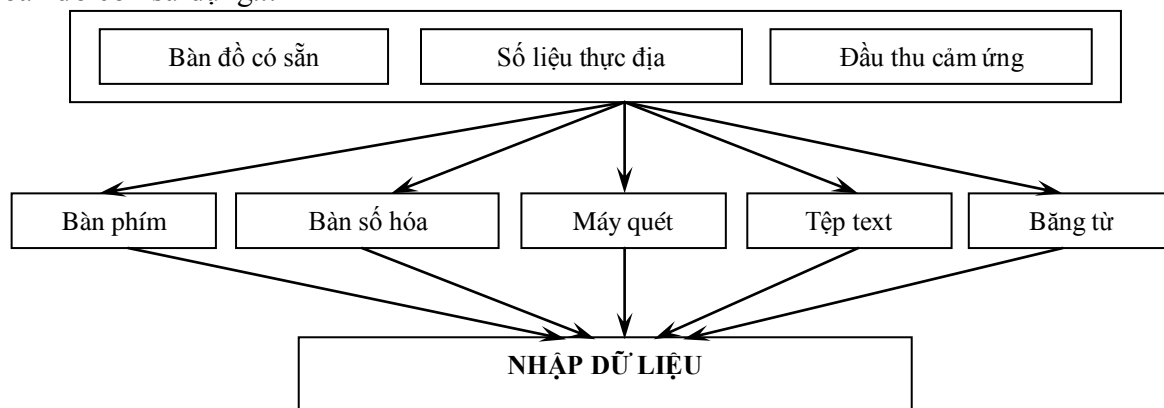 Bàn đồ có sẵn
Số liệu thực địa
Đầu thu cảm ứng
Bàn phím
Bàn số hóa
Máy quét
Tệp text
Băng từ
NHẬP DỮ LIỆU